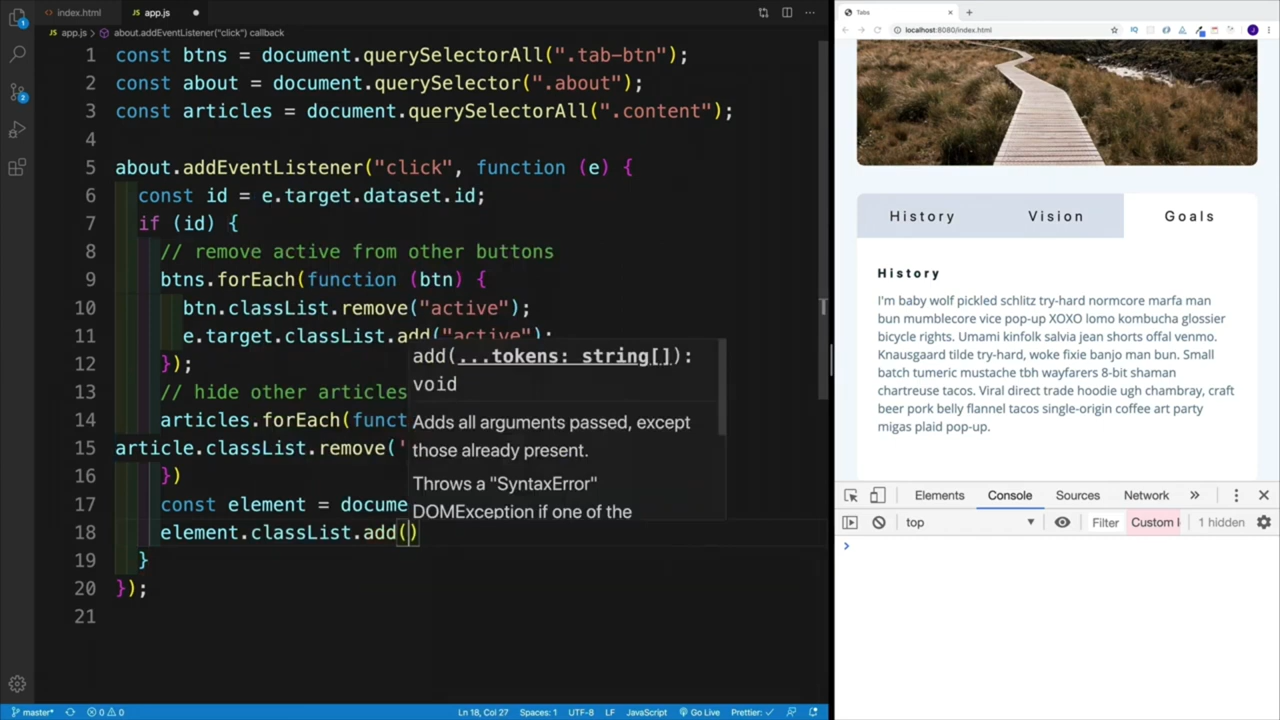 index.html
app.js
app.js > about.addEventListener("click") callback
1 const btns = document.querySelectorAll(".tab-btn");
2 const about = document.querySelector(".about");
3 const articles = document.querySelectorAll(".content");
4
5 about.addEventListener("click", function (e) {
6 const id = e.target.dataset.id;
7 if (id) {
8 // remove active from other buttons
9 btns.forEach(function (btn) {
10 btn.classList.remove("active");
11 e.target.classList.add("active");
12 });
13 // hide other articles
14 articles.forEach(funct
15 article.classList.remove('
16 })
17 const element = docume
18 element.classList.add()
19 }
20 });
21
add(...tokens: string[]):
void
Adds all arguments passed, except
those already present.
Throws a "SyntaxError"
DOMException if one of the
1
2
master*
0 0
Ln 18, Col 27
Spaces: 1
UTF-8
LF
JavaScript
Go Live
Prettier: ✓
Tabs
localhost:8080/index.html
J
History Vision Goals
History
I'm baby wolf pickled schlitz try-hard normcore marfa man
bun mumblecore vice pop-up XOXO lomo kombucha glossier
bicycle rights. Umami kinfolk salvia jean shorts offal venmo.
Knausgaard tilde try-hard, woke fixie banjo man bun. Small
batch tumeric mustache tbh wayfarers 8-bit shaman
chartreuse tacos. Viral direct trade hoodie ugh chambray, craft
beer pork belly flannel tacos single-origin coffee art party
migas plaid pop-up.
Elements Console Sources Network »
top Filter Custom l 1 hidden